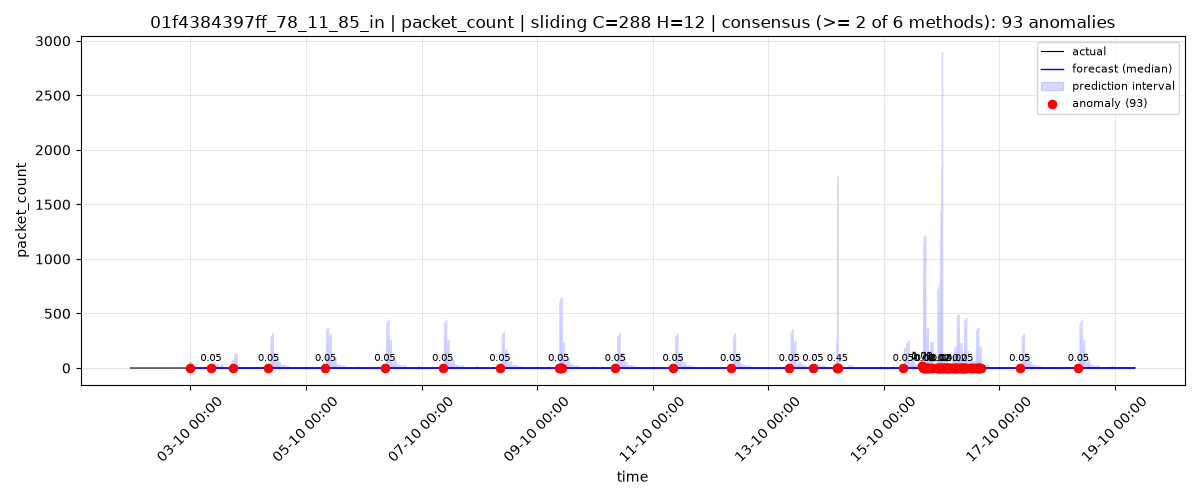 01f4384397ff_78_11_85_in | packet_count | sliding C=288 H=12 | consensus (>= 2 of 6 methods): 93 anomalies
actual
forecast (median)
prediction interval
anomaly (93)
3000
2500
2000
1500
1000
500
0
packet_count
0.05 0.05 0.05 0.05 0.05 0.05 0.05 0.05 0.05 0.05 0.05 0.05 0.45 0.05 0.05 0.05
03-10 00:00
05-10 00:00
07-10 00:00
09-10 00:00
11-10 00:00
13-10 00:00
15-10 00:00
17-10 00:00
19-10 00:00
time